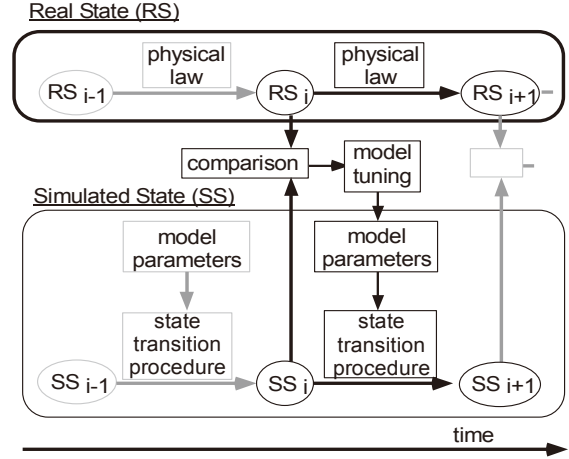 Real State (RS)
physical
law
physical
law
RS i-1
RS i
RS i+1
comparison
model
tuning
Simulated State (SS)
model
parameters
model
parameters
state
transition
procedure
state
transition
procedure
SS i-1
SS i
SS i+1
time